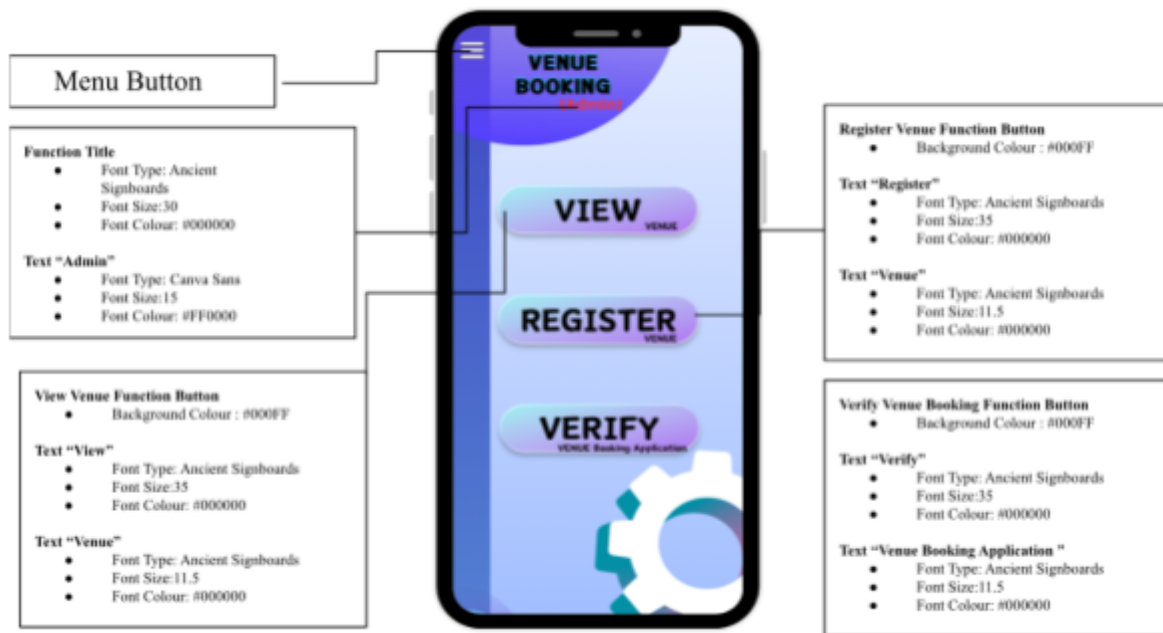 Menu Button
Function Title
● Font Type: Ancient
Signboards
● Font Size:30
● Font Colour: #000000
Text “Admin”
● Font Type: Canva Sans
● Font Size:15
● Font Colour: #FF0000
View Venue Function Button
● Background Colour : #000FF
Text “View”
● Font Type: Ancient Signboards
● Font Size:35
● Font Colour: #000000
Text “Venue”
● Font Type: Ancient Signboards
● Font Size:11.5
● Font Colour: #000000
VENUE
BOOKING
(Admin)
VIEW
VENUE
REGISTER
VENUE
VERIFY
VENUE Booking Application
Register Venue Function Button
● Background Colour : #000FF
Text “Register”
● Font Type: Ancient Signboards
● Font Size:35
● Font Colour: #000000
Text “Venue”
● Font Type: Ancient Signboards
● Font Size:11.5
● Font Colour: #000000
Verify Venue Booking Function Button
● Background Colour : #000FF
Text “Verify”
● Font Type: Ancient Signboards
● Font Size:35
● Font Colour: #000000
Text “Venue Booking Application ”
● Font Type: Ancient Signboards
● Font Size:11.5
● Font Colour: #000000